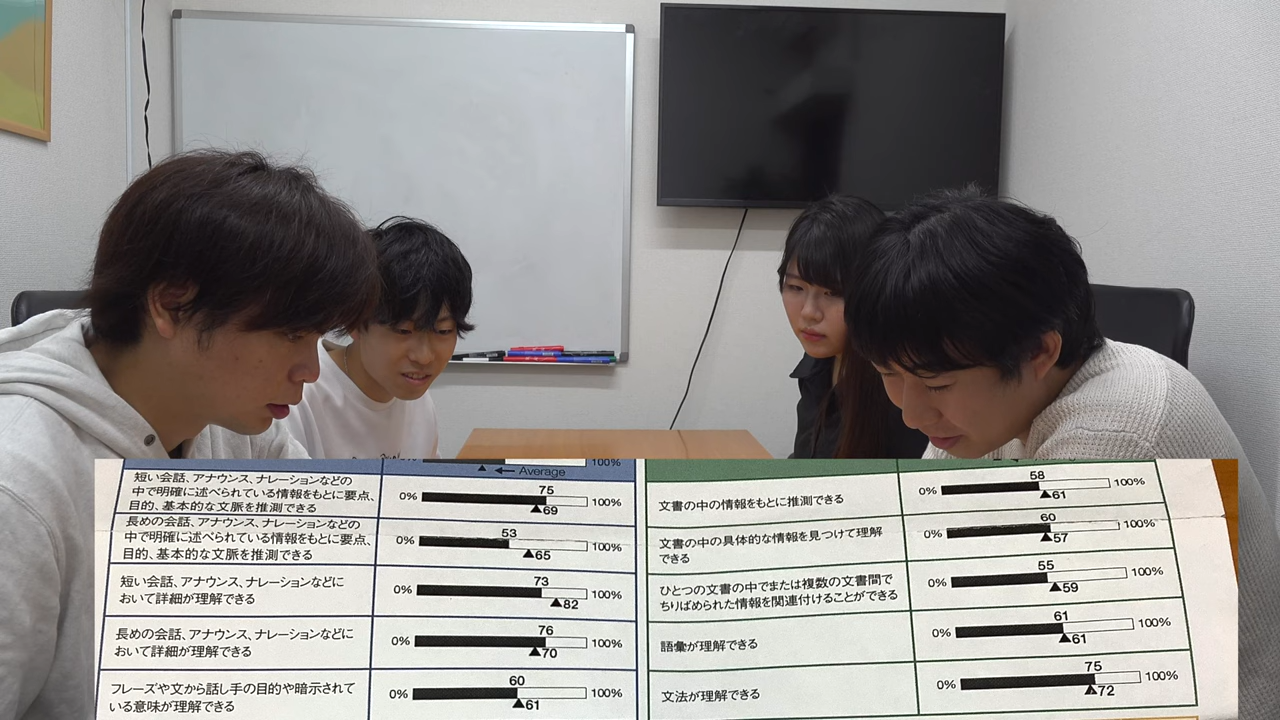 100%
▲ ← Average
短い会話、アナウンス、ナレーションなどの
中で明確に述べられている情報をもとに要点、
目的、基本的な文脈を推測できる
75
0% 100%
▲69
長めの会話、アナウンス、ナレーションなどの
中で明確に述べられている情報をもとに要点、
目的、基本的な文脈を推測できる
53
0% 100%
▲65
短い会話、アナウンス、ナレーションなどに
おいて詳細が理解できる
73
0% 100%
▲82
長めの会話、アナウンス、ナレーションなどに
おいて詳細が理解できる
76
0% 100%
▲70
フレーズや文から話し手の目的や暗示されて
いる意味が理解できる
60
0% 100%
▲61
文書の中の情報をもとに推測できる
58
0% 100%
▲61
文書の中の具体的な情報を見つけて理解
できる
60
0% 100%
▲57
ひとつの文書の中でまたは複数の文書間で
ちりばめられた情報を関連付けることができる
55
0% 100%
▲59
語彙が理解できる
61
0% 100%
▲61
文法が理解できる
75
0% 100%
▲72